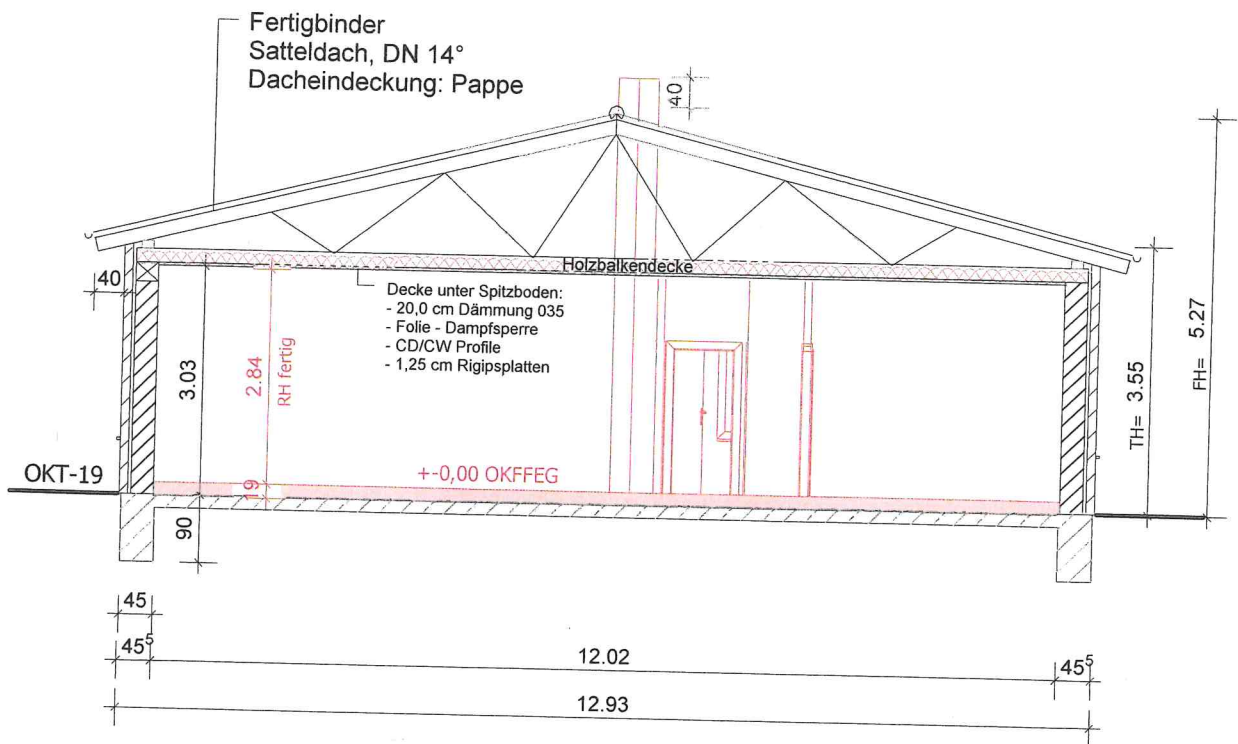 Fertigbinder
Satteldach, DN 14°
Dacheindeckung: Pappe
40
Holzbalkendecke
40
Decke unter Spitzboden:
- 20,0 cm Dämmung 035
- Folie - Dampfsperre
- CD/CW Profile
- 1,25 cm Rigipsplatten
3.03
2.84
RH fertig
TH= 3.55
FH= 5.27
OKT-19
+-0,00 OKFFEG
19
90
45
45⁵
12.02
45⁵
12.93